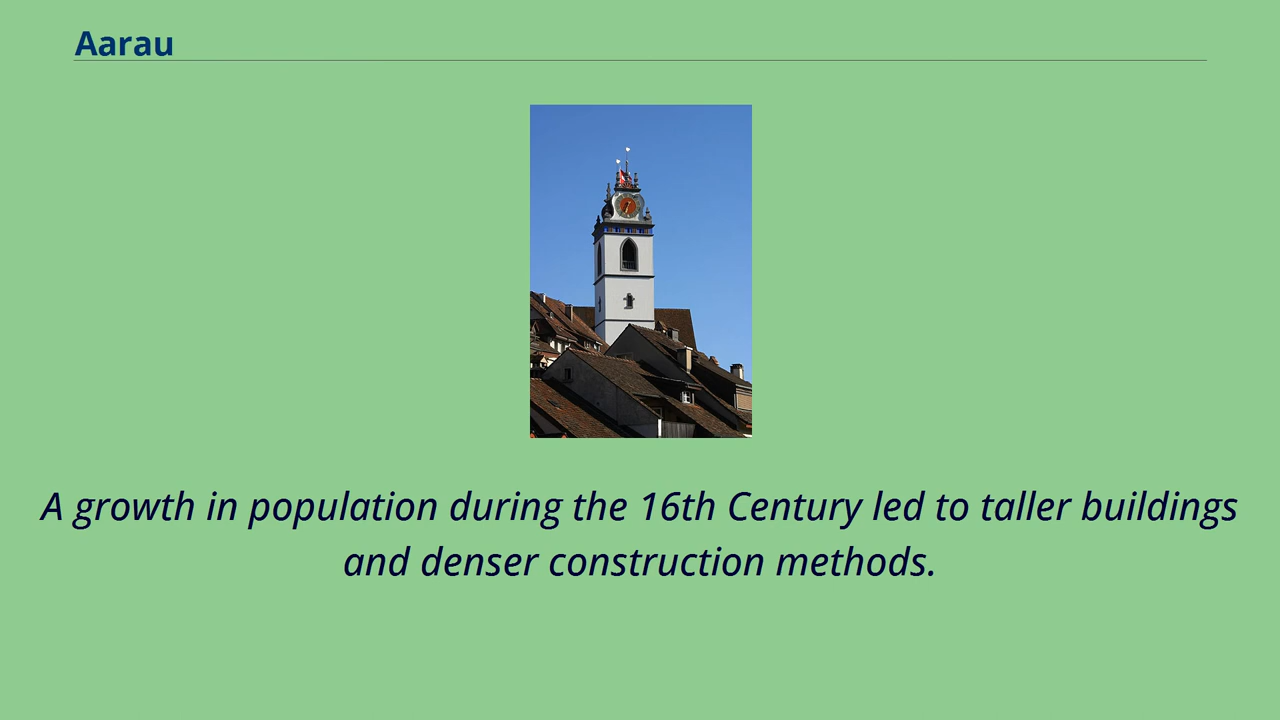 Aarau
A growth in population during the 16th Century led to taller buildings
and denser construction methods.